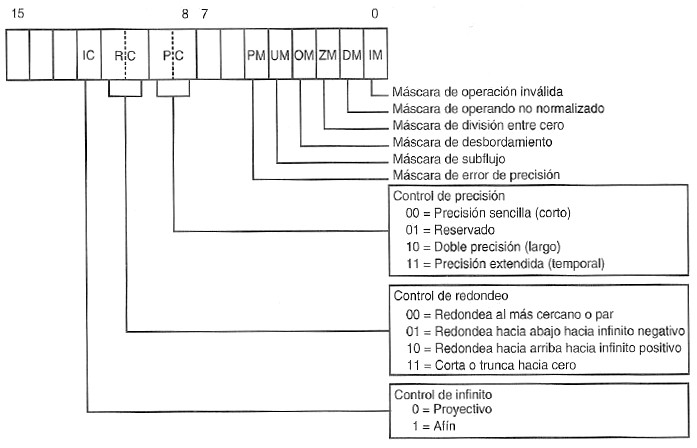 15 8 7 0
IC RC PC PM UM OM ZM DM IM
Máscara de operación inválida
Máscara de operando no normalizado
Máscara de división entre cero
Máscara de desbordamiento
Máscara de subflujo
Máscara de error de precisión
Control de precisión
00 = Precisión sencilla (corto)
01 = Reservado
10 = Doble precisión (largo)
11 = Precisión extendida (temporal)
Control de redondeo
00 = Redondea al más cercano o par
01 = Redondea hacia abajo hacia infinito negativo
10 = Redondea hacia arriba hacia infinito positivo
11 = Corta o trunca hacia cero
Control de infinito
0 = Proyectivo
1 = Afín